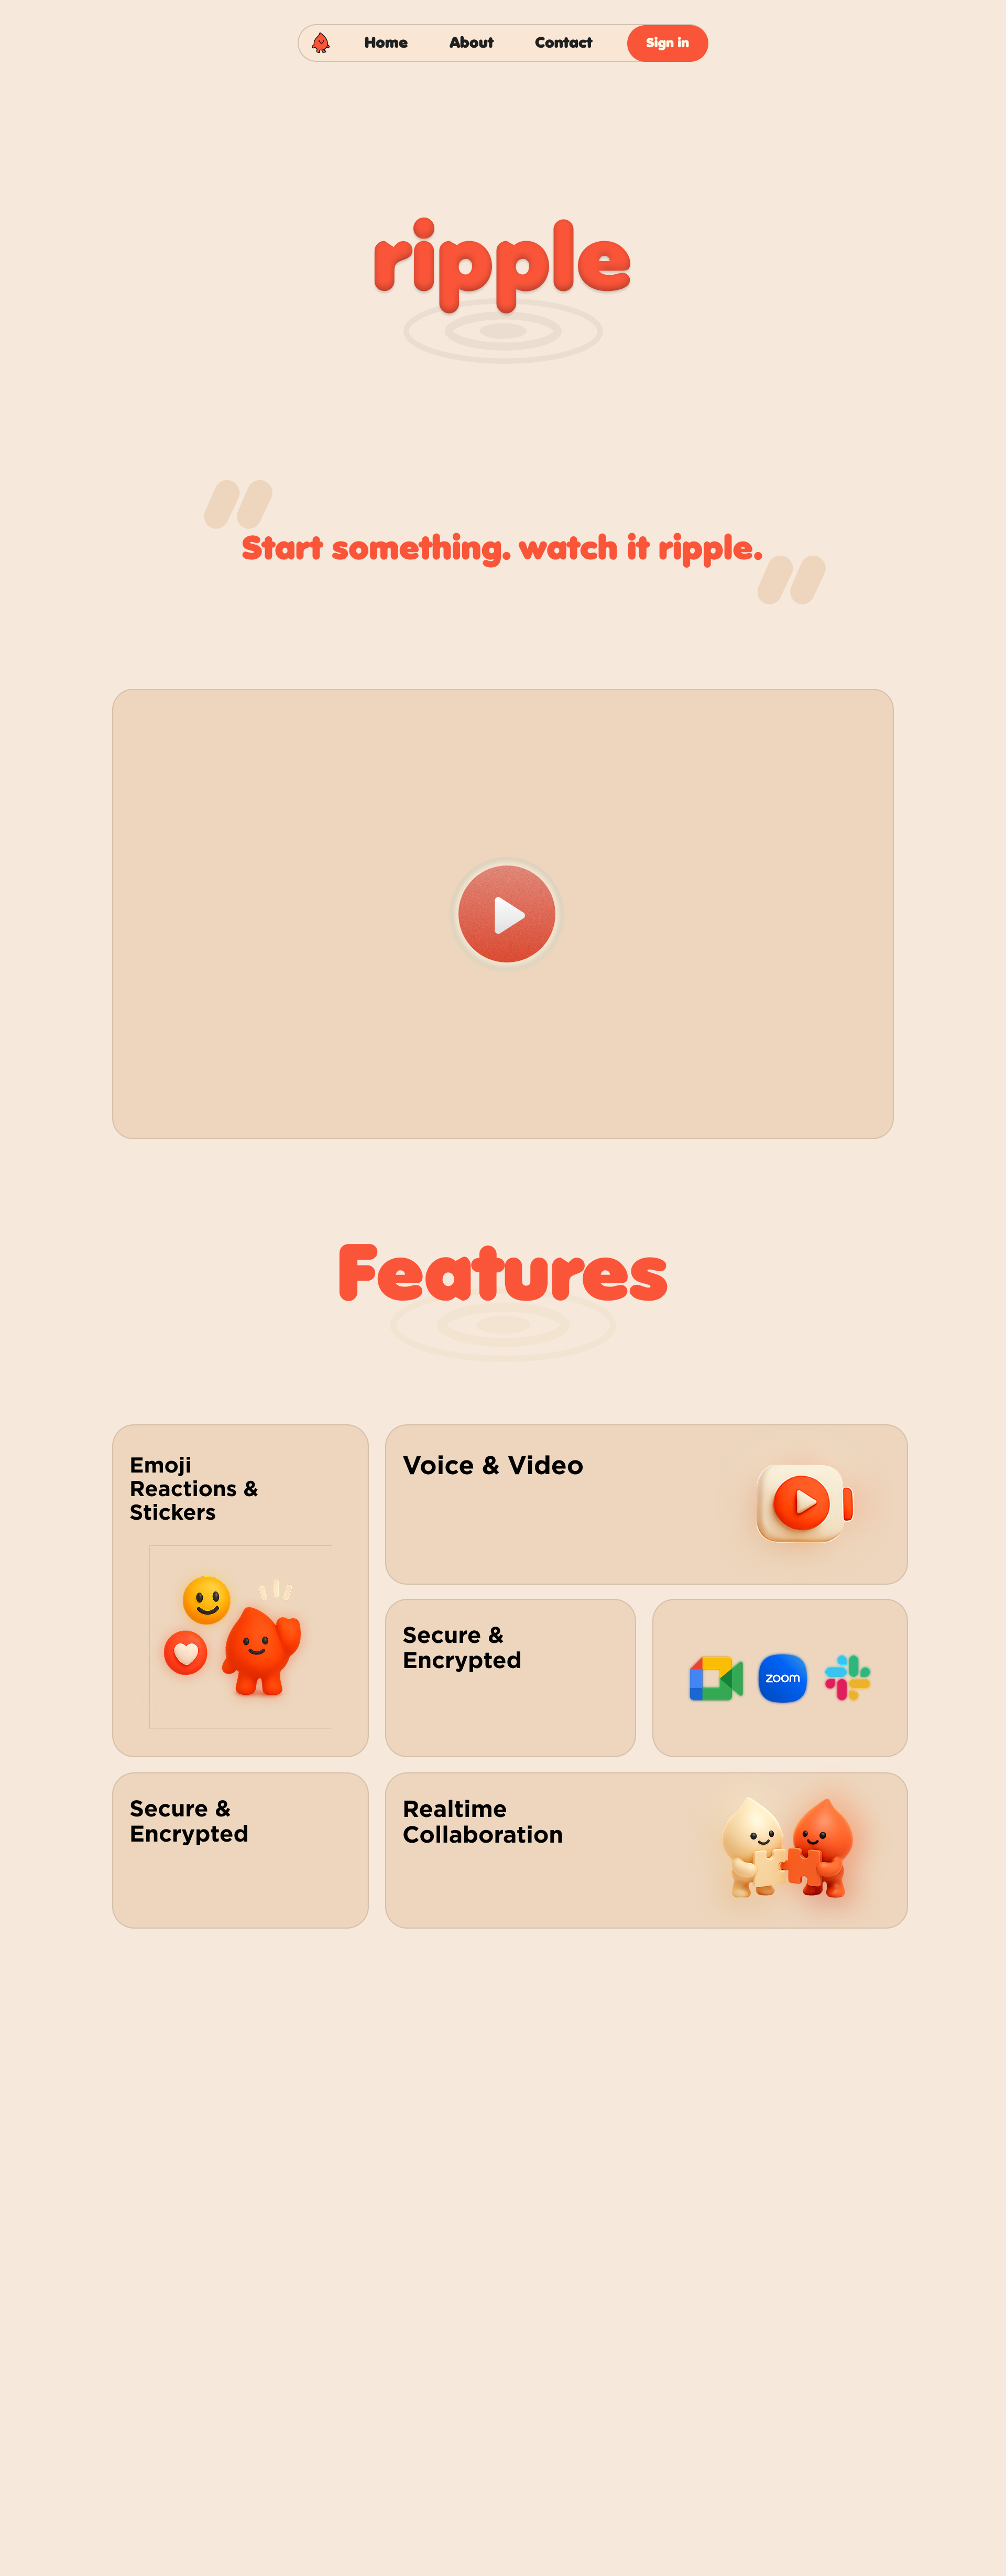 Home
About
Contact
Sign in
ripple
Start something. watch it ripple.
Features
Emoji
Reactions &
Stickers
Voice & Video
Secure &
Encrypted
zoom
Secure &
Encrypted
Realtime
Collaboration